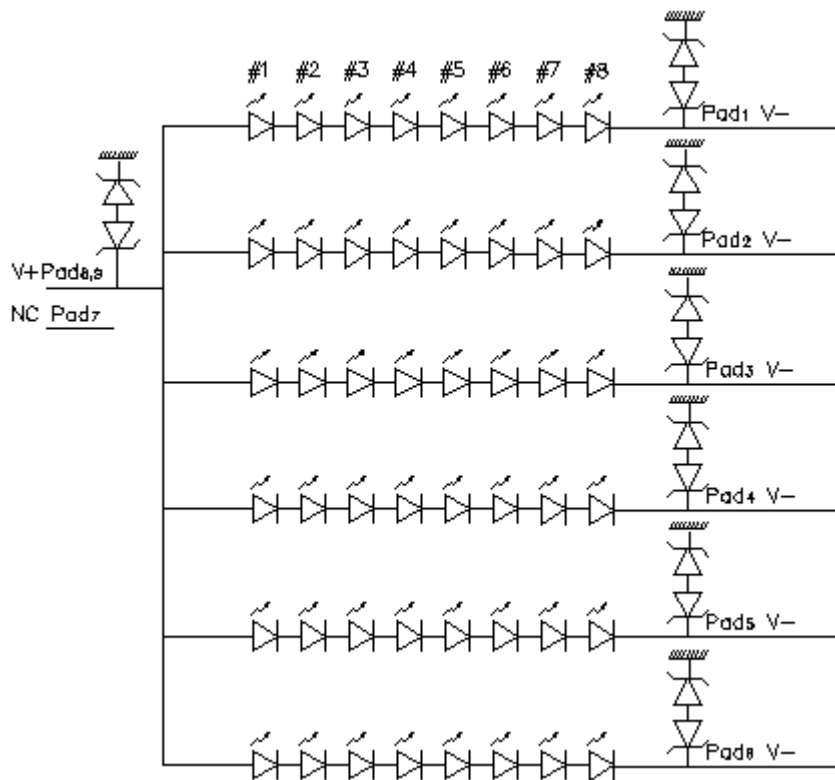 #1 #2 #3 #4 #5 #6 #7 #8
Pad1 V-
Pad2 V-
V+Pad8,9
NC Pad7
Pad3 V-
Pad4 V-
Pad5 V-
Pad6 V-